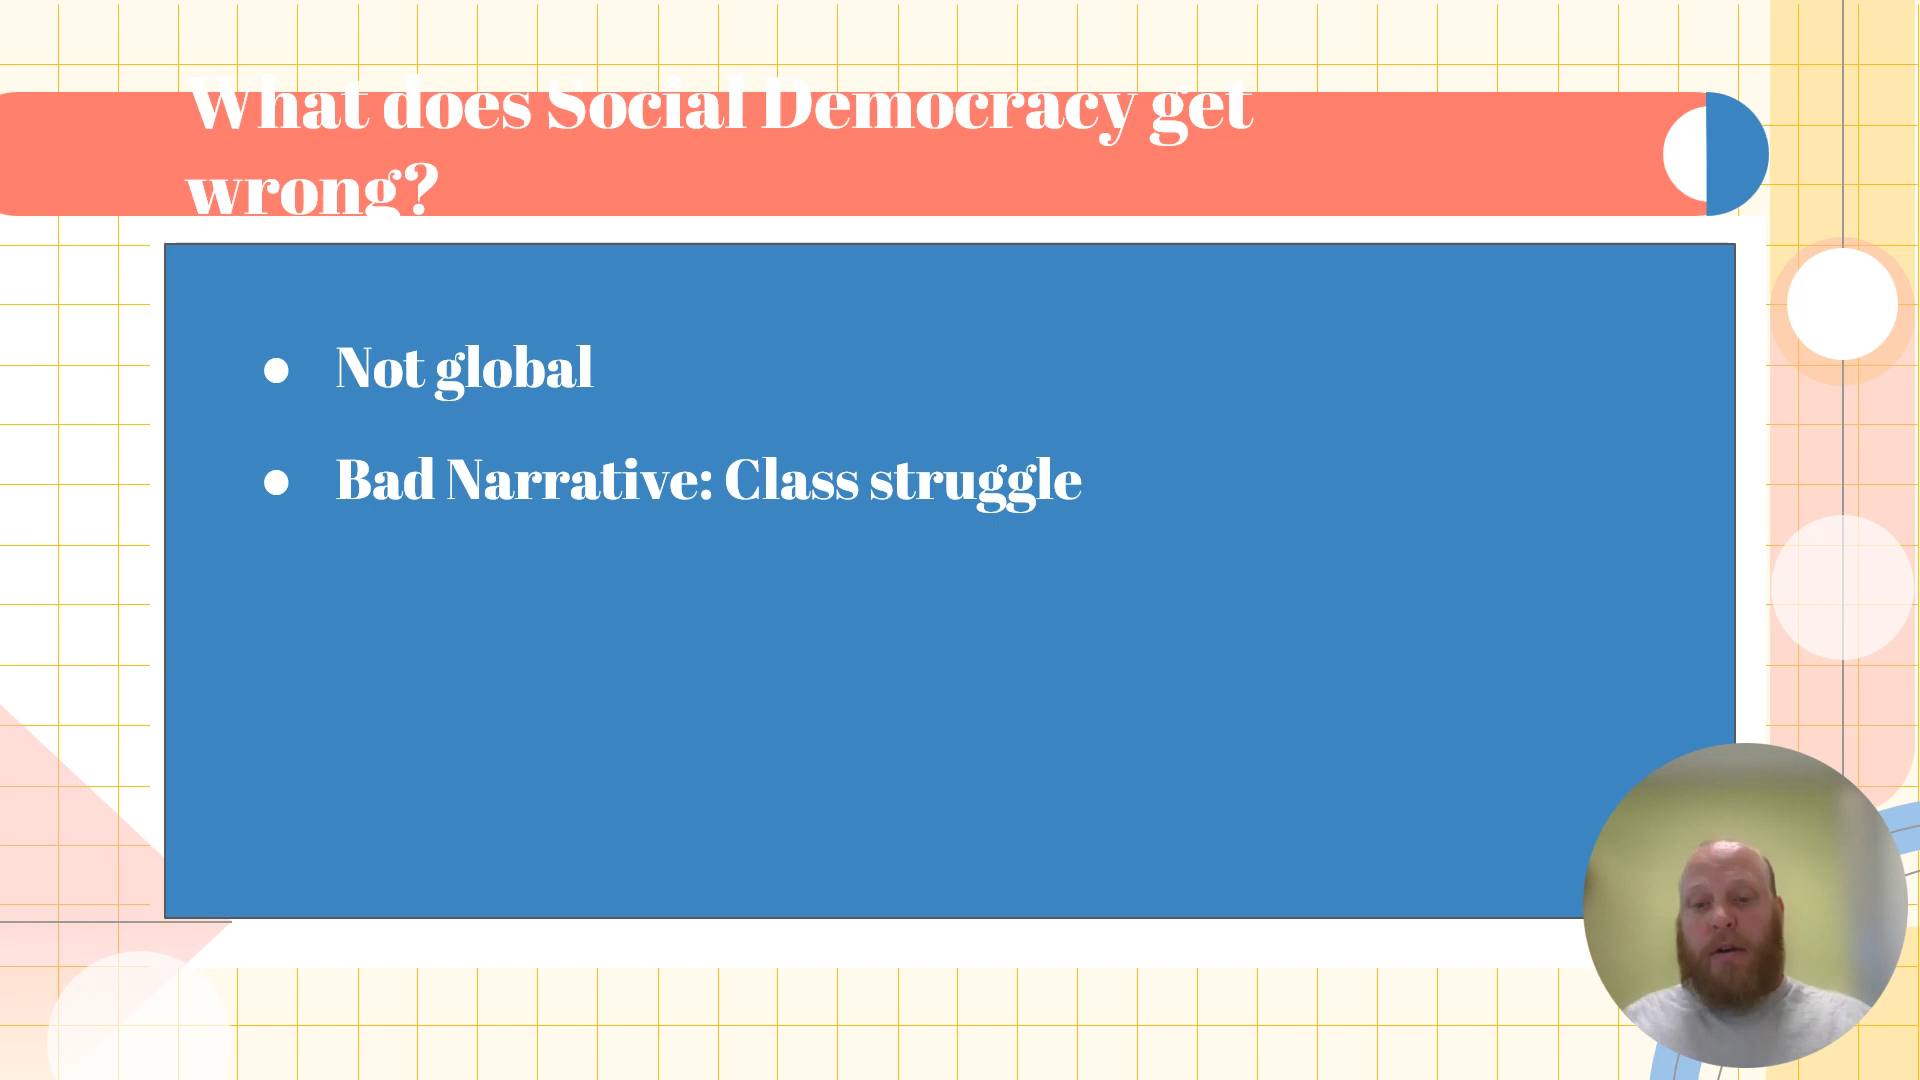 What does Social Democracy get
wrong?
● Not global
● Bad Narrative: Class struggle